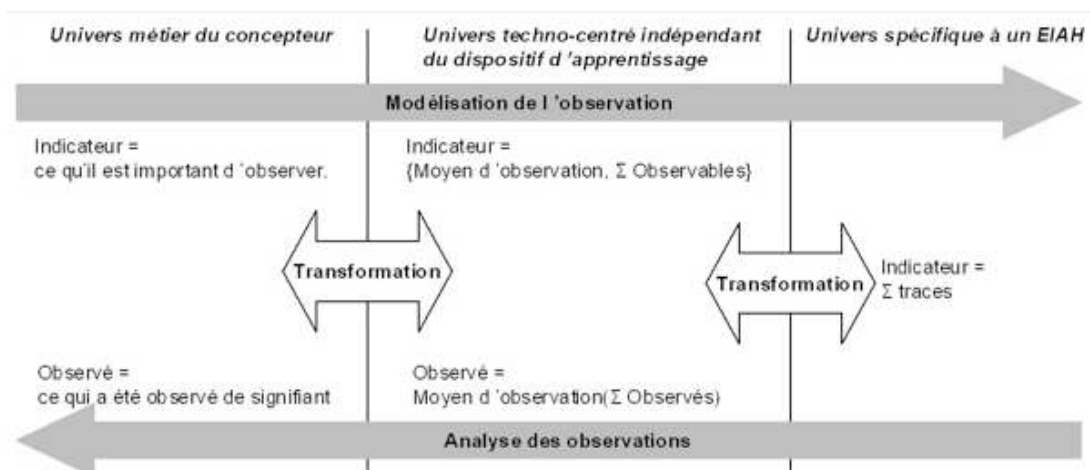 Univers métier du concepteur
Univers techno-centré indépendant
du dispositif d 'apprentissage
Univers spécifique à un EIAH
Modélisation de l 'observation
Indicateur =
ce qu'il est important d 'observer.
Indicateur =
{Moyen d 'observation, Σ Observables}
Transformation
Transformation
Indicateur =
Σ traces
Observé =
ce qui a été observé de signifiant
Observé =
Moyen d 'observation(Σ Observés)
Analyse des observations